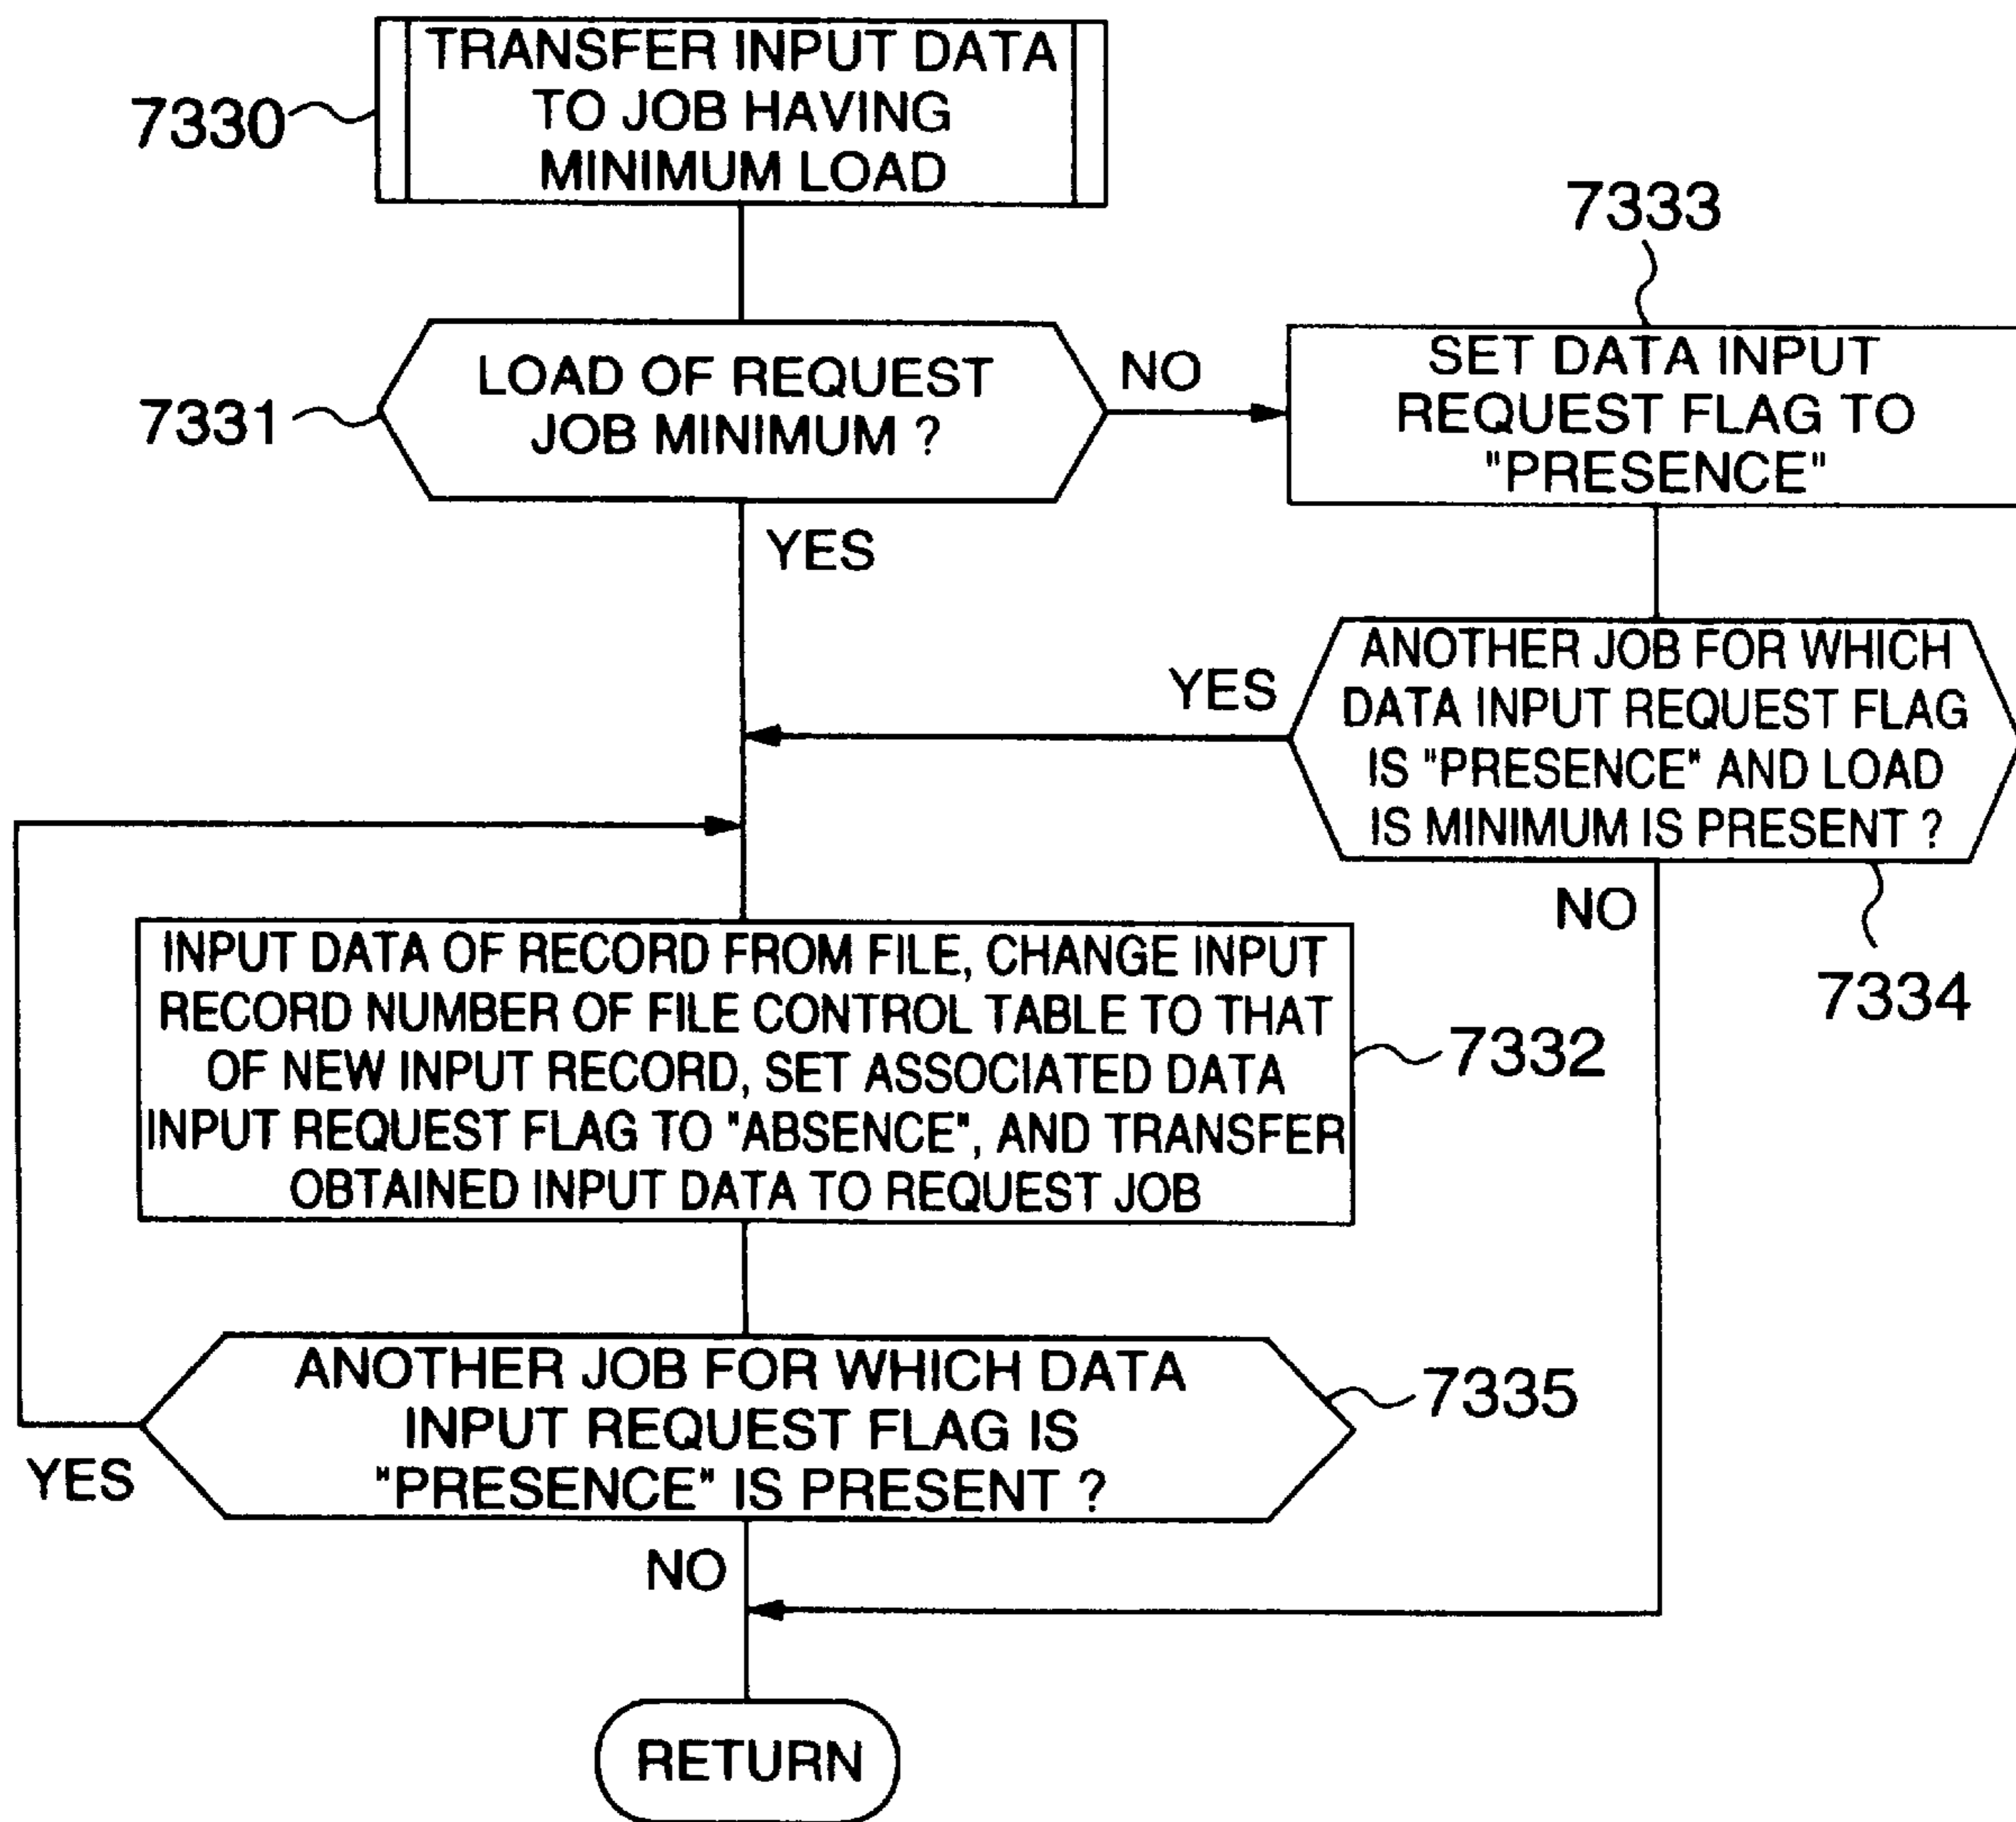 TRANSFER INPUT DATA
TO JOB HAVING
MINIMUM LOAD
7330
7333
LOAD OF REQUEST
JOB MINIMUM ?
7331
NO
YES
SET DATA INPUT
REQUEST FLAG TO
"PRESENCE"
ANOTHER JOB FOR WHICH
DATA INPUT REQUEST FLAG
IS "PRESENCE" AND LOAD
IS MINIMUM IS PRESENT ?
YES
NO
7334
INPUT DATA OF RECORD FROM FILE, CHANGE INPUT
RECORD NUMBER OF FILE CONTROL TABLE TO THAT
OF NEW INPUT RECORD, SET ASSOCIATED DATA
INPUT REQUEST FLAG TO "ABSENCE", AND TRANSFER
OBTAINED INPUT DATA TO REQUEST JOB
7332
ANOTHER JOB FOR WHICH DATA
INPUT REQUEST FLAG IS
"PRESENCE" IS PRESENT ?
7335
YES
NO
RETURN